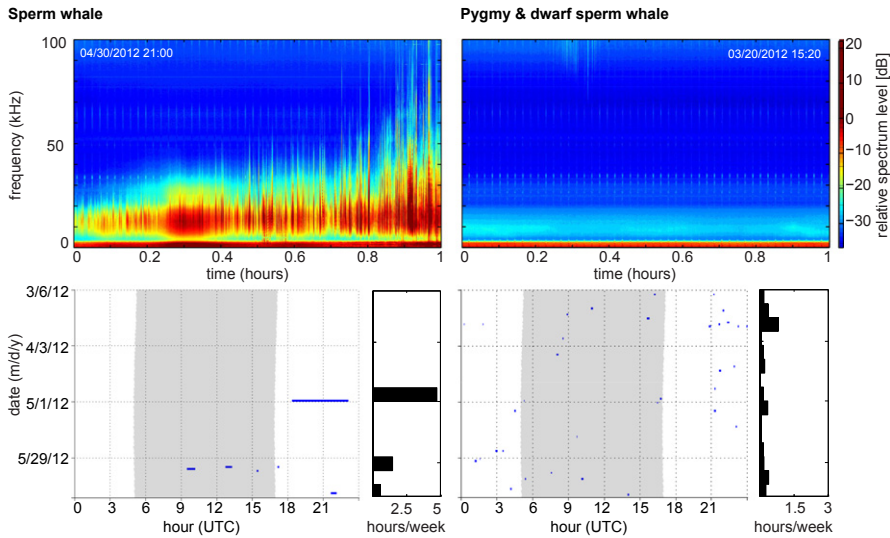 Sperm whale
Pygmy & dwarf sperm whale
100
50
0
frequency (kHz)
04/30/2012 21:00
0 0.2 0.4 0.6 0.8 1
time (hours)
03/20/2012 15:20
0 0.2 0.4 0.6 0.8 1
time (hours)
20
10
0
−10
−20
−30
relative spectrum level [dB]
3/6/12
4/3/12
5/1/12
5/29/12
date (m/d/y)
0 3 6 9 12 15 18 21
hour (UTC)
2.5 5
hours/week
0 3 6 9 12 15 18 21
hour (UTC)
1.5 3
hours/week